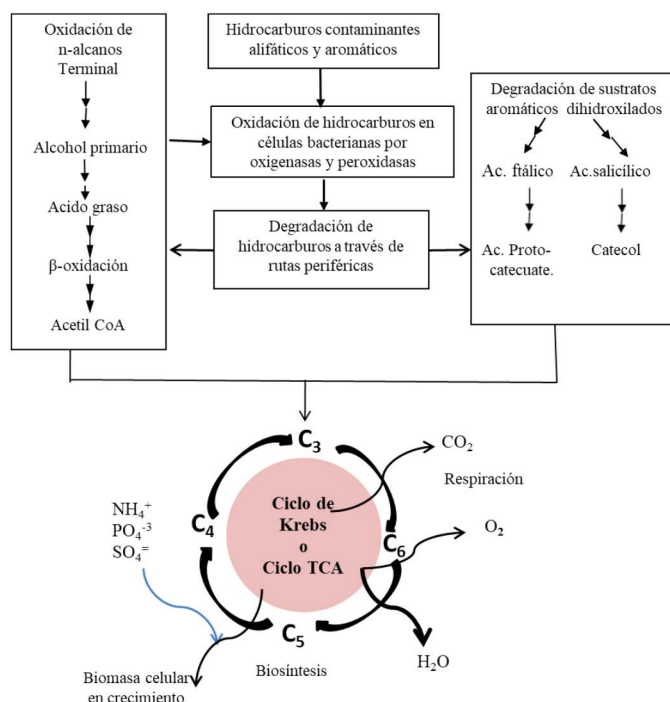 Oxidación de
n-alcanos
Terminal
Alcohol primario
Acido graso
β-oxidación
Acetil CoA
Hidrocarburos contaminantes
alifáticos y aromáticos
Oxidación de hidrocarburos en
células bacterianas por
oxigenasas y peroxidasas
Degradación de
hidrocarburos a través de
rutas periféricas
Degradación de sustratos
aromáticos dihidroxilados
Ac. ftálico
Ac.salicílico
Ac. Proto-
catecuate.
Catecol
C₃
CO₂
Respiración
NH₄⁺
PO₄⁻³
SO₄⁼
C₄
Ciclo de
Krebs
o
Ciclo TCA
C₆
O₂
C₅
H₂O
Biosíntesis
Biomasa celular
en crecimiento